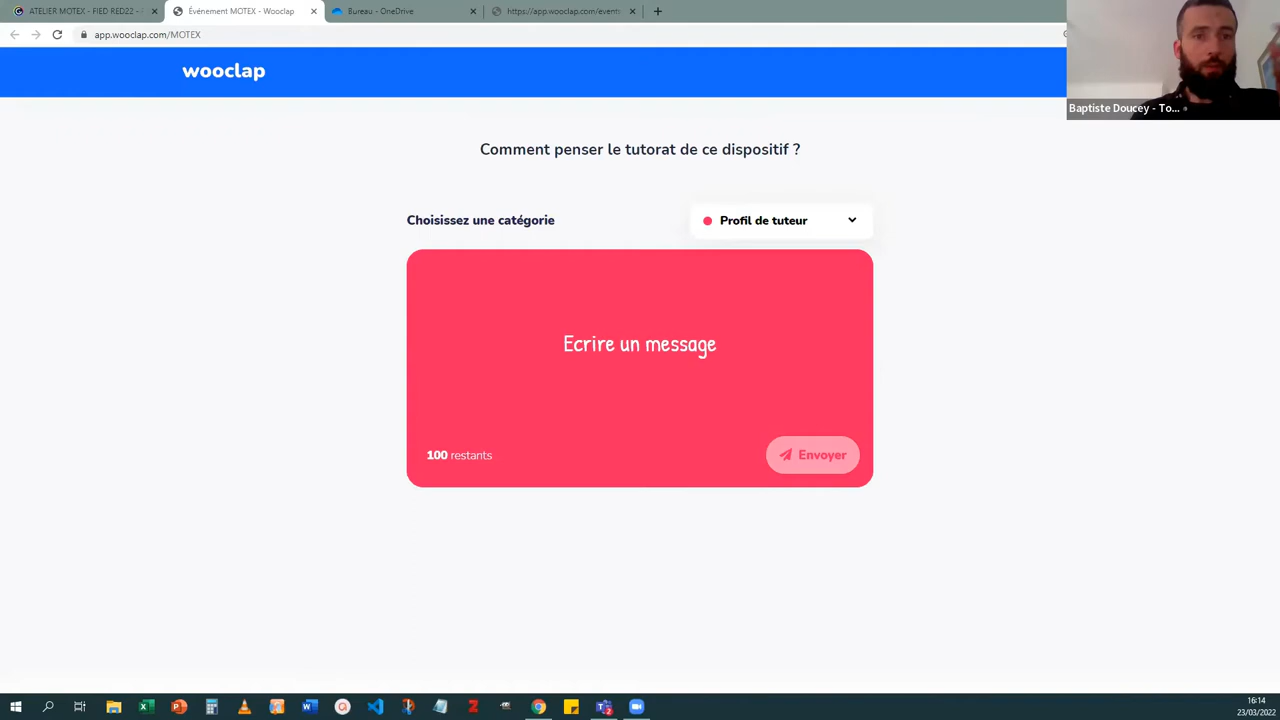 ATELIER MOTEX - FIED RED22 -
Événement MOTEX - Wooclap
Bureau - OneDrive
https://app.wooclap.com/events
app.wooclap.com/MOTEX
wooclap
Baptiste Doucey - To...
Comment penser le tutorat de ce dispositif ?
Choisissez une catégorie
Profil de tuteur
Ecrire un message
100 restants
Envoyer
16:14
23/03/2022